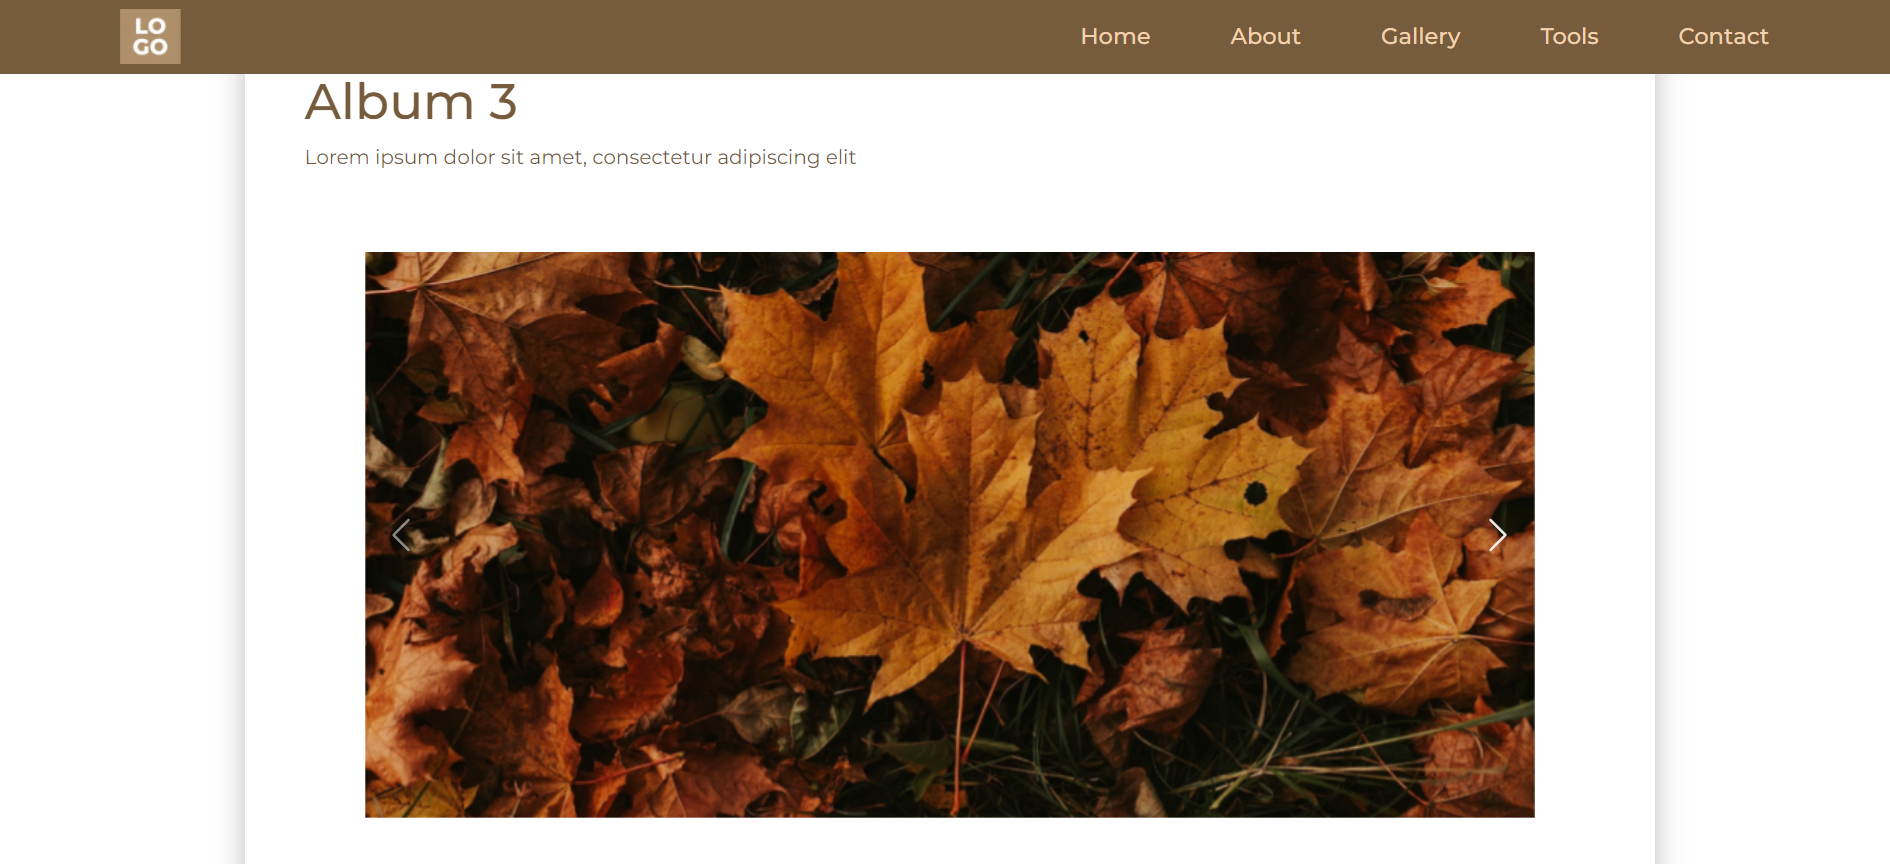 LO
GO
Home About Gallery Tools Contact
Album 3
Lorem ipsum dolor sit amet, consectetur adipiscing elit